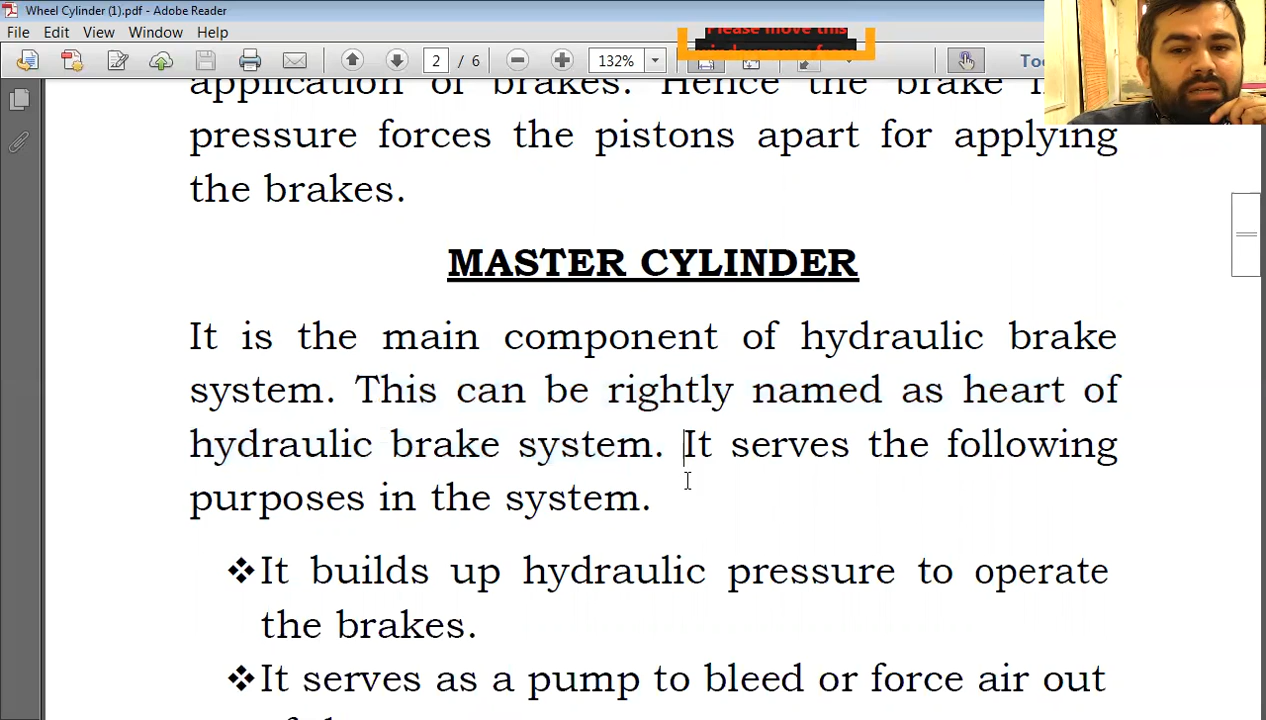 Wheel Cylinder (1).pdf - Adobe Reader
File Edit View Window Help
Please move this
2 / 6 132%
application of brakes. Hence the brake
pressure forces the pistons apart for applying
the brakes.
MASTER CYLINDER
It is the main component of hydraulic brake
system. This can be rightly named as heart of
hydraulic brake system. It serves the following
purposes in the system.
❖It builds up hydraulic pressure to operate
the brakes.
❖It serves as a pump to bleed or force air out